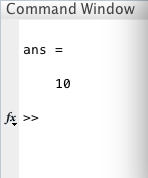 Command Window
ans =
10
fx >>